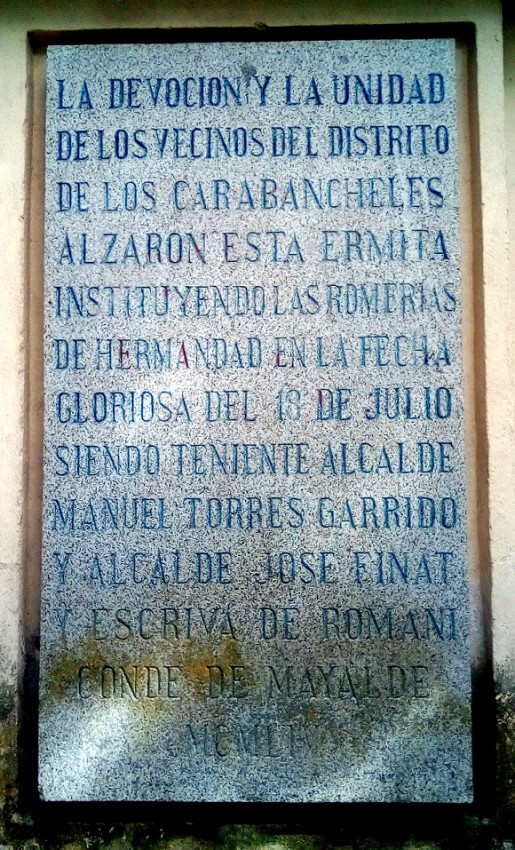 LA DEVOCION Y LA UNIDAD
DE LOS VECINOS DEL DISTRITO
DE LOS CARABANCHELES
ALZARON ESTA ERMITA
INSTITUYENDO LAS ROMERIAS
DE HERMANDAD EN LA FECHA
GLORIOSA DEL 18 DE JULIO
SIENDO TENIENTE ALCALDE
MANUEL TORRES GARRIDO
Y ALCALDE JOSE FINAT
Y ESCRIVA DE ROMANI
CONDE DE MAYALDE